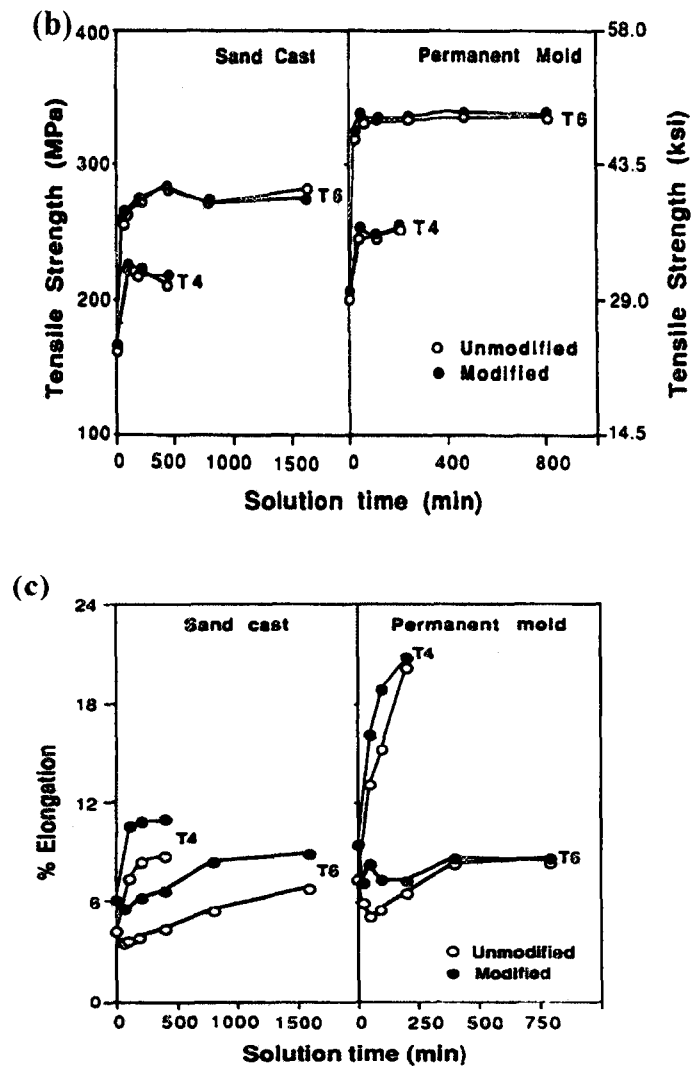 (b)
400
300
200
100
Tensile Strength (MPa)
Sand Cast
T6
T4
Permanent Mold
T6
T4
Unmodified
Modified
58.0
43.5
29.0
14.5
Tensile Strength (ksi)
0 500 1000 1500 0 400 800
Solution time (min)
(c)
24
18
12
6
0
% Elongation
Sand cast
T4
T6
Permanent mold
T4
T6
Unmodified
Modified
0 500 1000 1500 0 250 500 750
Solution time (min)